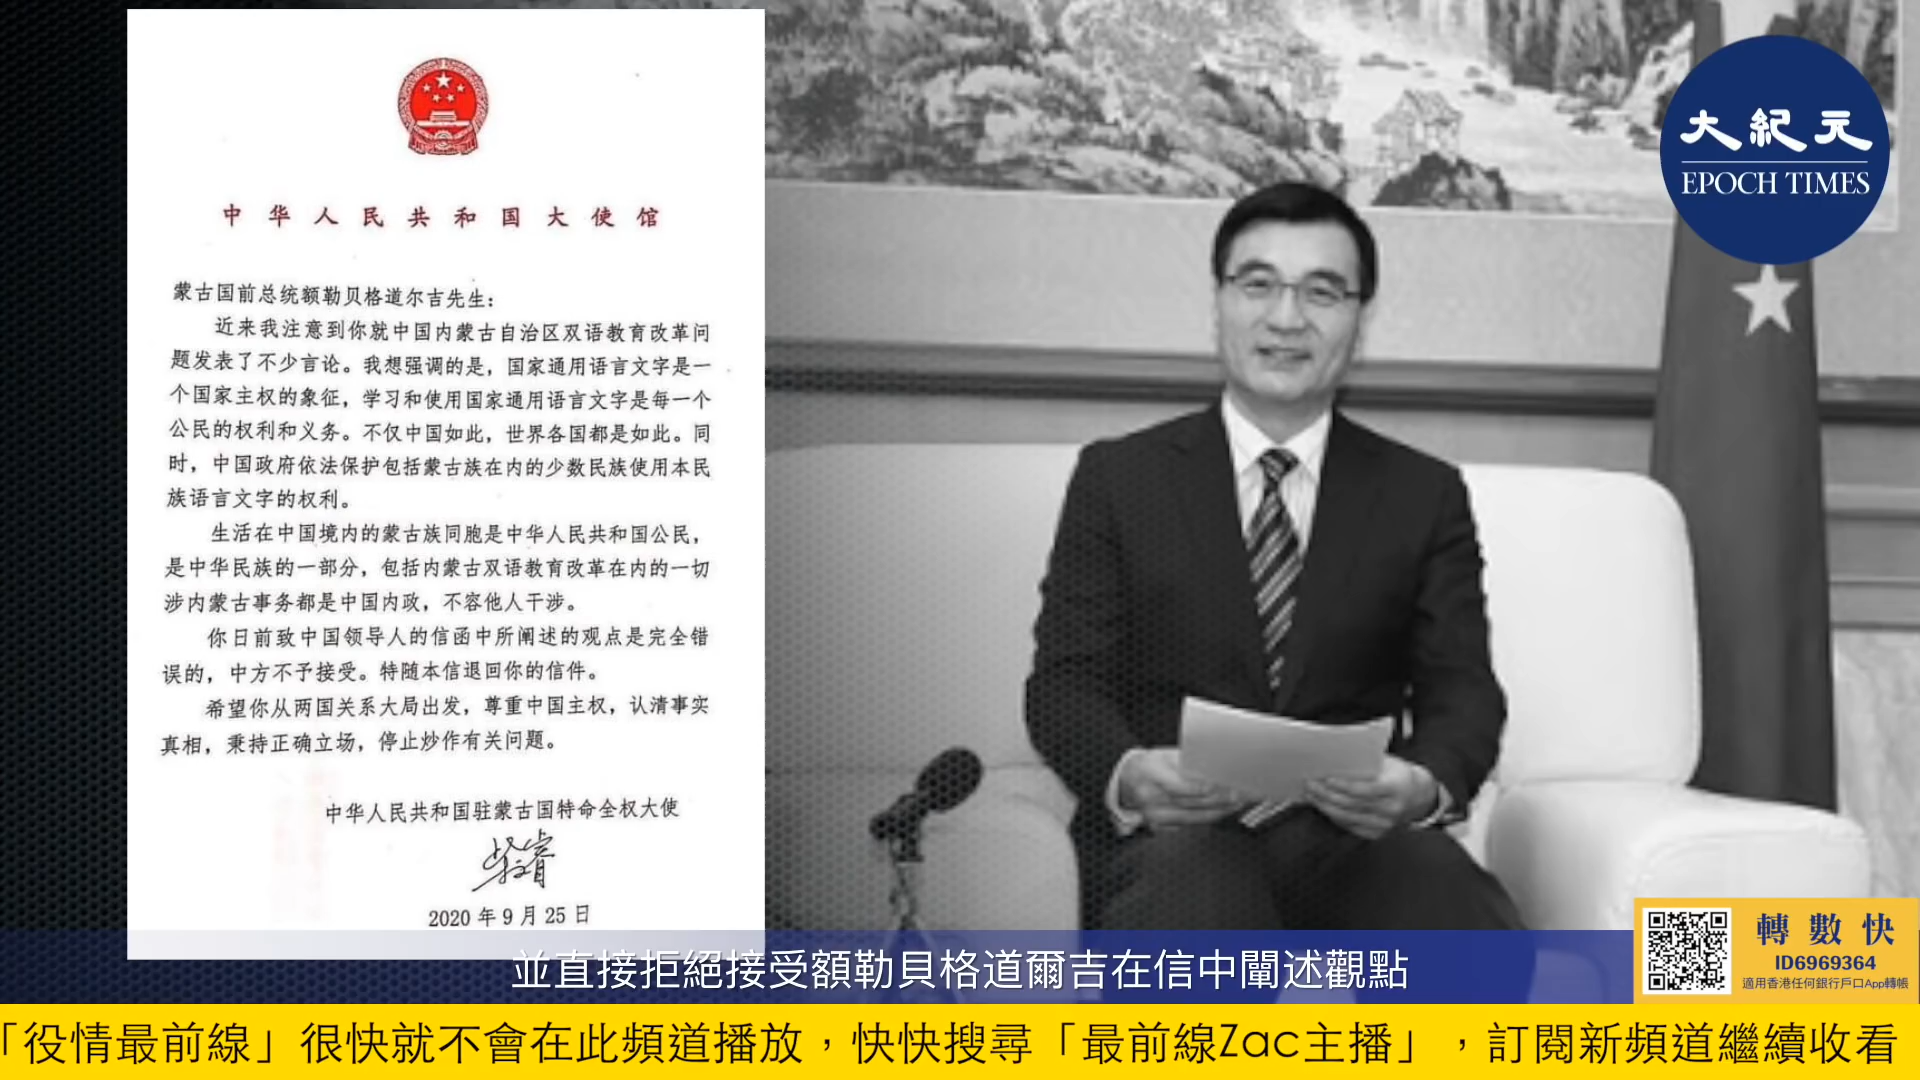 中华人民共和国大使馆
蒙古国前总统额勒贝格道尔吉先生：
近来我注意到你就中国内蒙古自治区双语教育改革问
题发表了不少言论。我想强调的是，国家通用语言文字是一
个国家主权的象征，学习和使用国家通用语言文字是每一个
公民的权利和义务。不仅中国如此，世界各国都是如此。同
时，中国政府依法保护包括蒙古族在内的少数民族使用本民
族语言文字的权利。
生活在中国境内的蒙古族同胞是中华人民共和国公民，
是中华民族的一部分，包括内蒙古双语教育改革在内的一切
涉内蒙古事务都是中国内政，不容他人干涉。
你日前致中国领导人的信函中所阐述的观点是完全错
误的，中方不予接受。特随本信退回你的信件。
希望你从两国关系大局出发，尊重中国主权，认清事实
真相，秉持正确立场，停止炒作有关问题。
中华人民共和国驻蒙古国特命全权大使
2020 年 9 月 25 日
大紀元
EPOCH TIMES
轉數快
ID6969364
適用香港任何銀行戶口App轉帳
並直接拒絕接受額勒貝格道爾吉在信中闡述觀點
「役情最前線」很快就不會在此頻道播放，快快搜尋「最前線Zac主播」，訂閱新頻道繼續收看